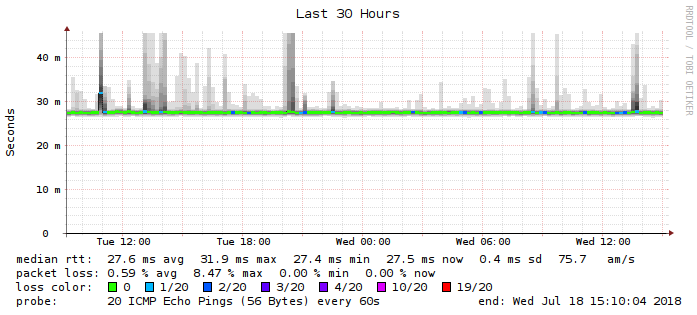 Last 30 Hours
RRDTOOL / TOBI OETIKER
Seconds
40 m
30 m
20 m
10 m
0
Tue 12:00 Tue 18:00 Wed 00:00 Wed 06:00 Wed 12:00
median rtt: 27.6 ms avg 31.9 ms max 27.4 ms min 27.5 ms now 0.4 ms sd 75.7 am/s
packet loss: 0.59 % avg 8.47 % max 0.00 % min 0.00 % now
loss color: 0 1/20 2/20 3/20 4/20 10/20 19/20
probe: 20 ICMP Echo Pings (56 Bytes) every 60s end: Wed Jul 18 15:10:04 2018